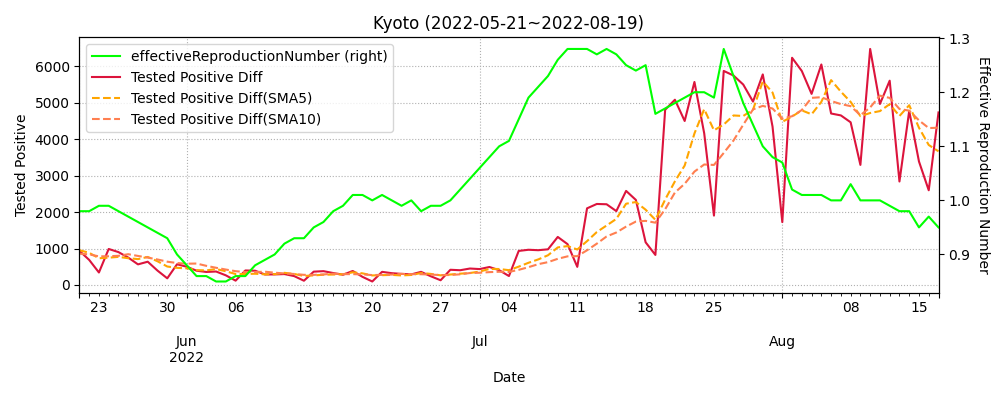 Kyoto (2022-05-21~2022-08-19)
effectiveReproductionNumber (right)
Tested Positive Diff
Tested Positive Diff(SMA5)
Tested Positive Diff(SMA10)
Tested Positive
6000
5000
4000
3000
2000
1000
0
1.3
1.2
1.1
1.0
0.9
Effective Reproduction Number
23 30 06 13 20 27 04 11 18 25 08 15
Jun Jul Aug
2022
Date